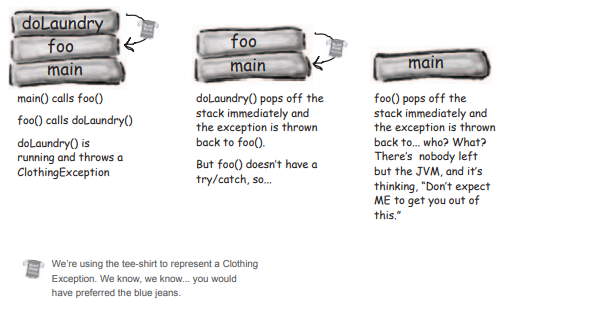 doLaundry
foo
main
main() calls foo()
foo() calls doLaundry()
doLaundry() is
running and throws a
ClothingException
foo
main
doLaundry() pops off the
stack immediately and
the exception is thrown
back to foo().
But foo() doesn't have a
try/catch, so...
main
foo() pops off the
stack immediately and
the exception is thrown
back to... who? What?
There's nobody left
but the JVM, and it's
thinking, "Don't expect
ME to get you out of
this."
We're using the tee-shirt to represent a Clothing
Exception. We know, we know... you would
have preferred the blue jeans.